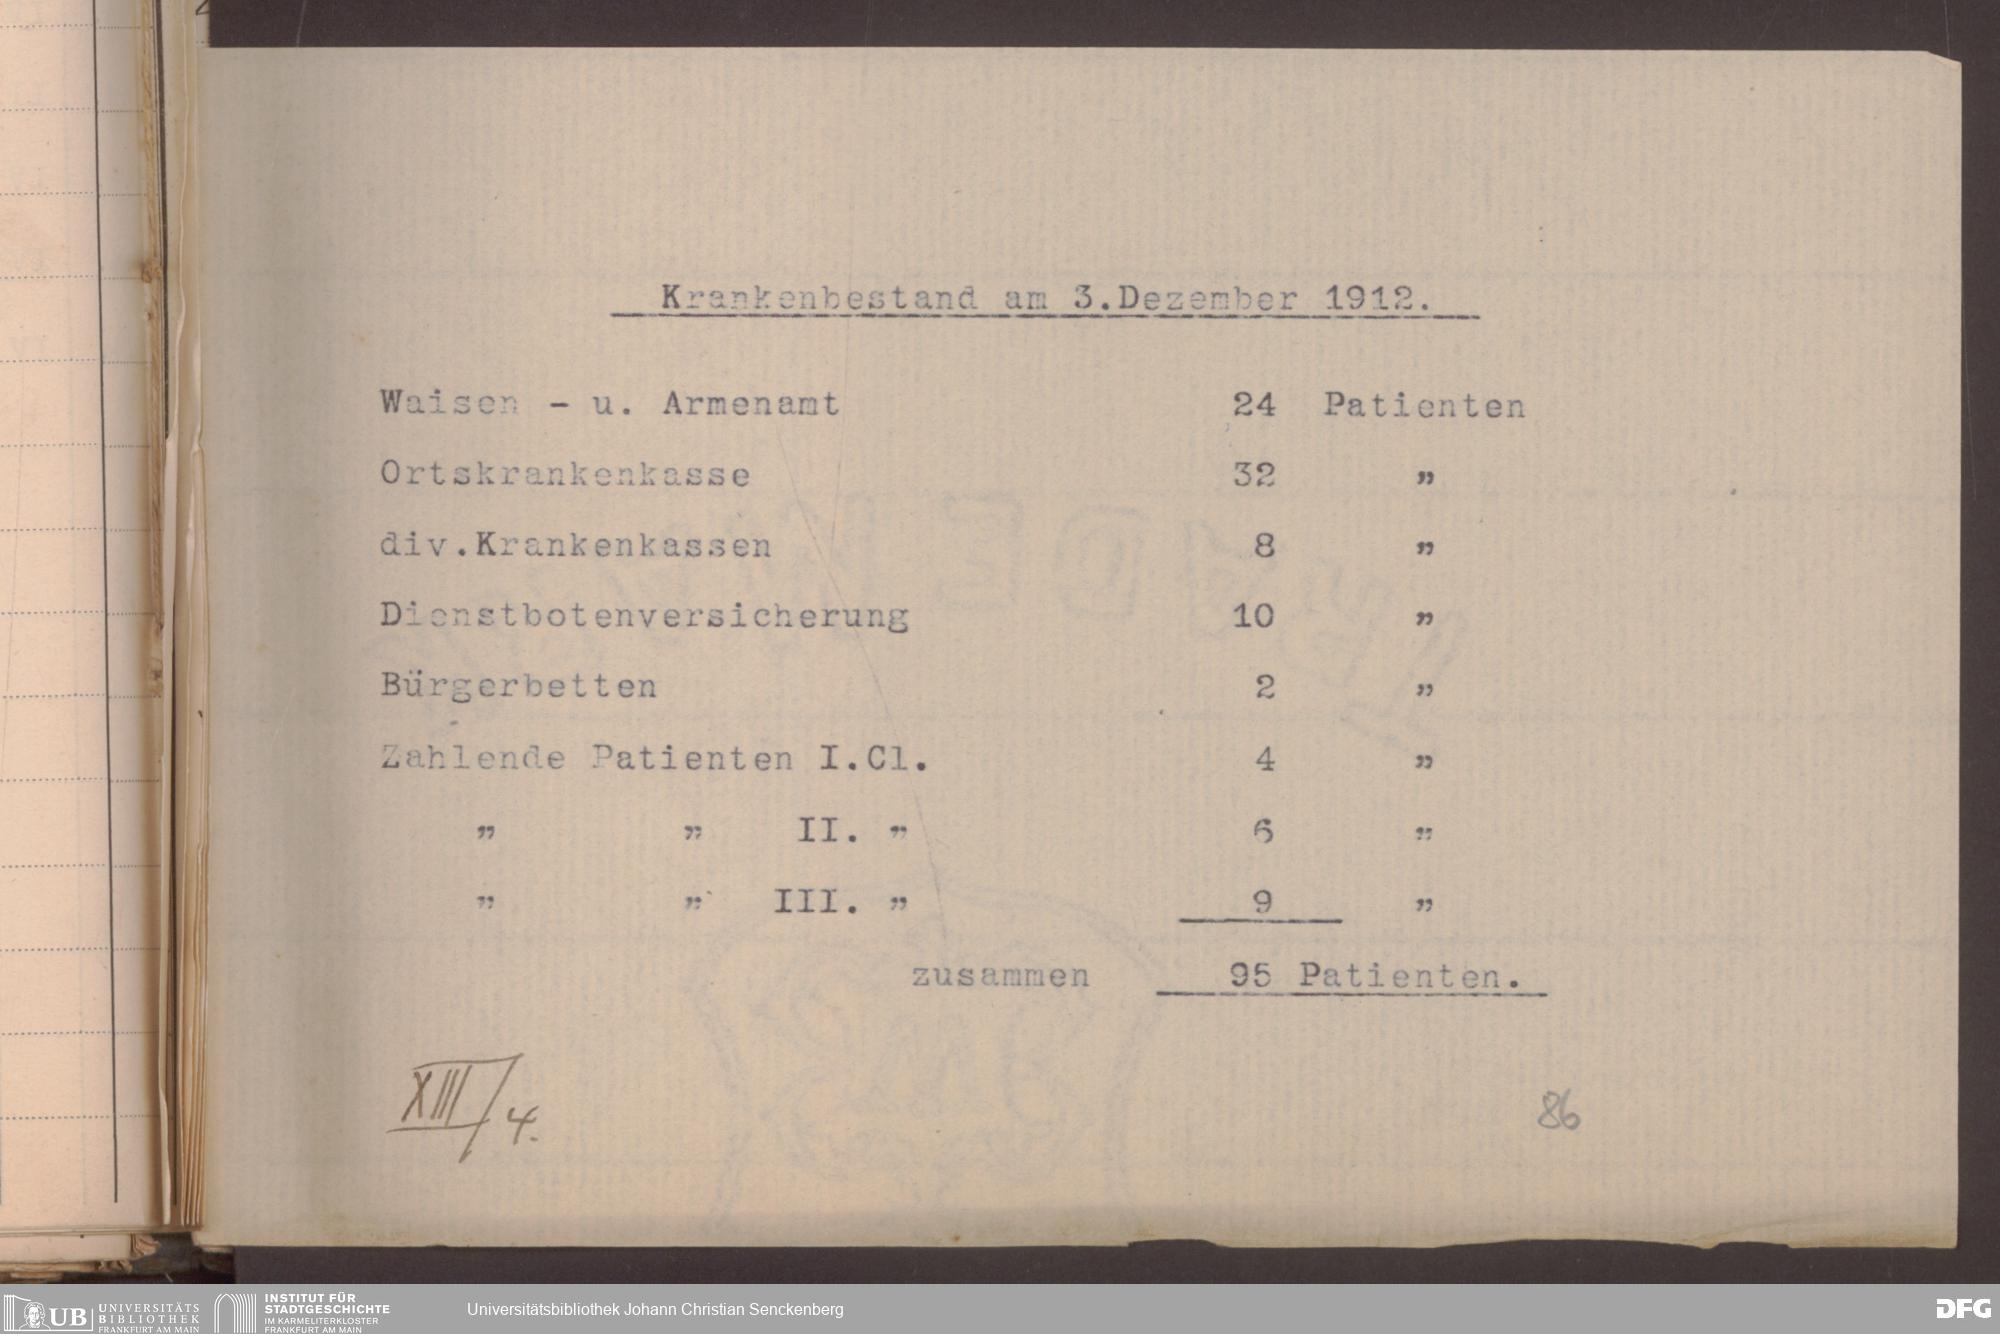 Krankenbestand am 3.Dezember 1912.
Waisen - u. Armenamt 24 Patienten
Ortskrankenkasse 32 „
div.Krankenkassen 8 „
Dienstbotenversicherung 10 „
Bürgerbetten 2 „
Zahlende Patienten I.Cl. 4 „
„ „ II. „ 6 „
„ „ III. „ 9 „
zusammen 95 Patienten.
XIII/4.
86
UB UNIVERSITÄTS
BIBLIOTHEK
FRANKFURT AM MAIN
INSTITUT FÜR
STADTGESCHICHTE
IM KARMELITERKLOSTER
FRANKFURT AM MAIN
Universitätsbibliothek Johann Christian Senckenberg
DFG